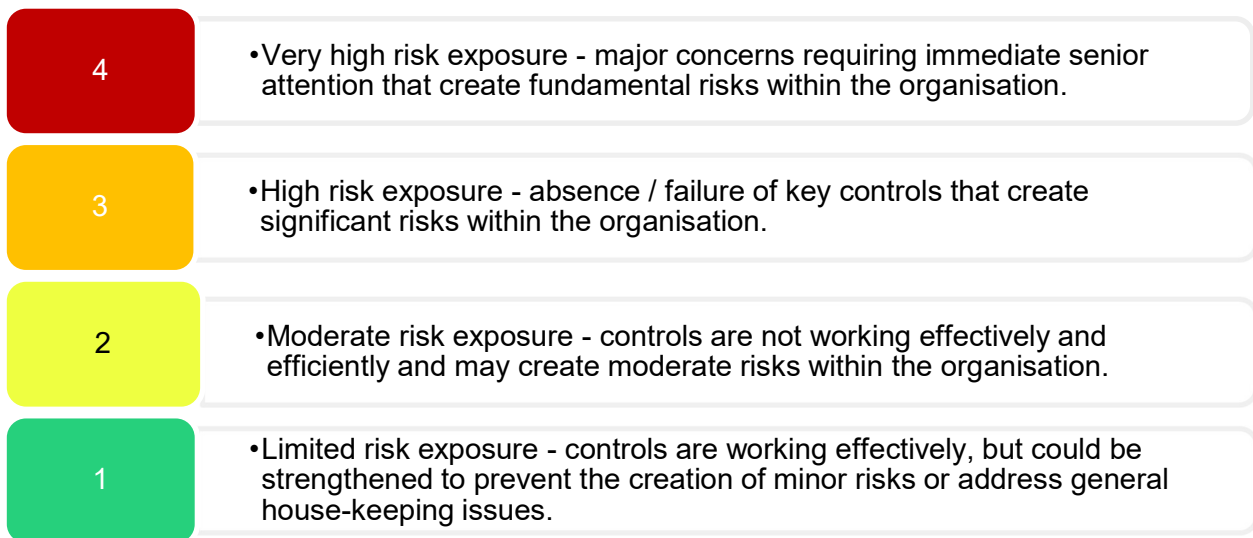 4
•Very high risk exposure - major concerns requiring immediate senior
attention that create fundamental risks within the organisation.
3
•High risk exposure - absence / failure of key controls that create
significant risks within the organisation.
2
•Moderate risk exposure - controls are not working effectively and
efficiently and may create moderate risks within the organisation.
1
•Limited risk exposure - controls are working effectively, but could be
strengthened to prevent the creation of minor risks or address general
house-keeping issues.